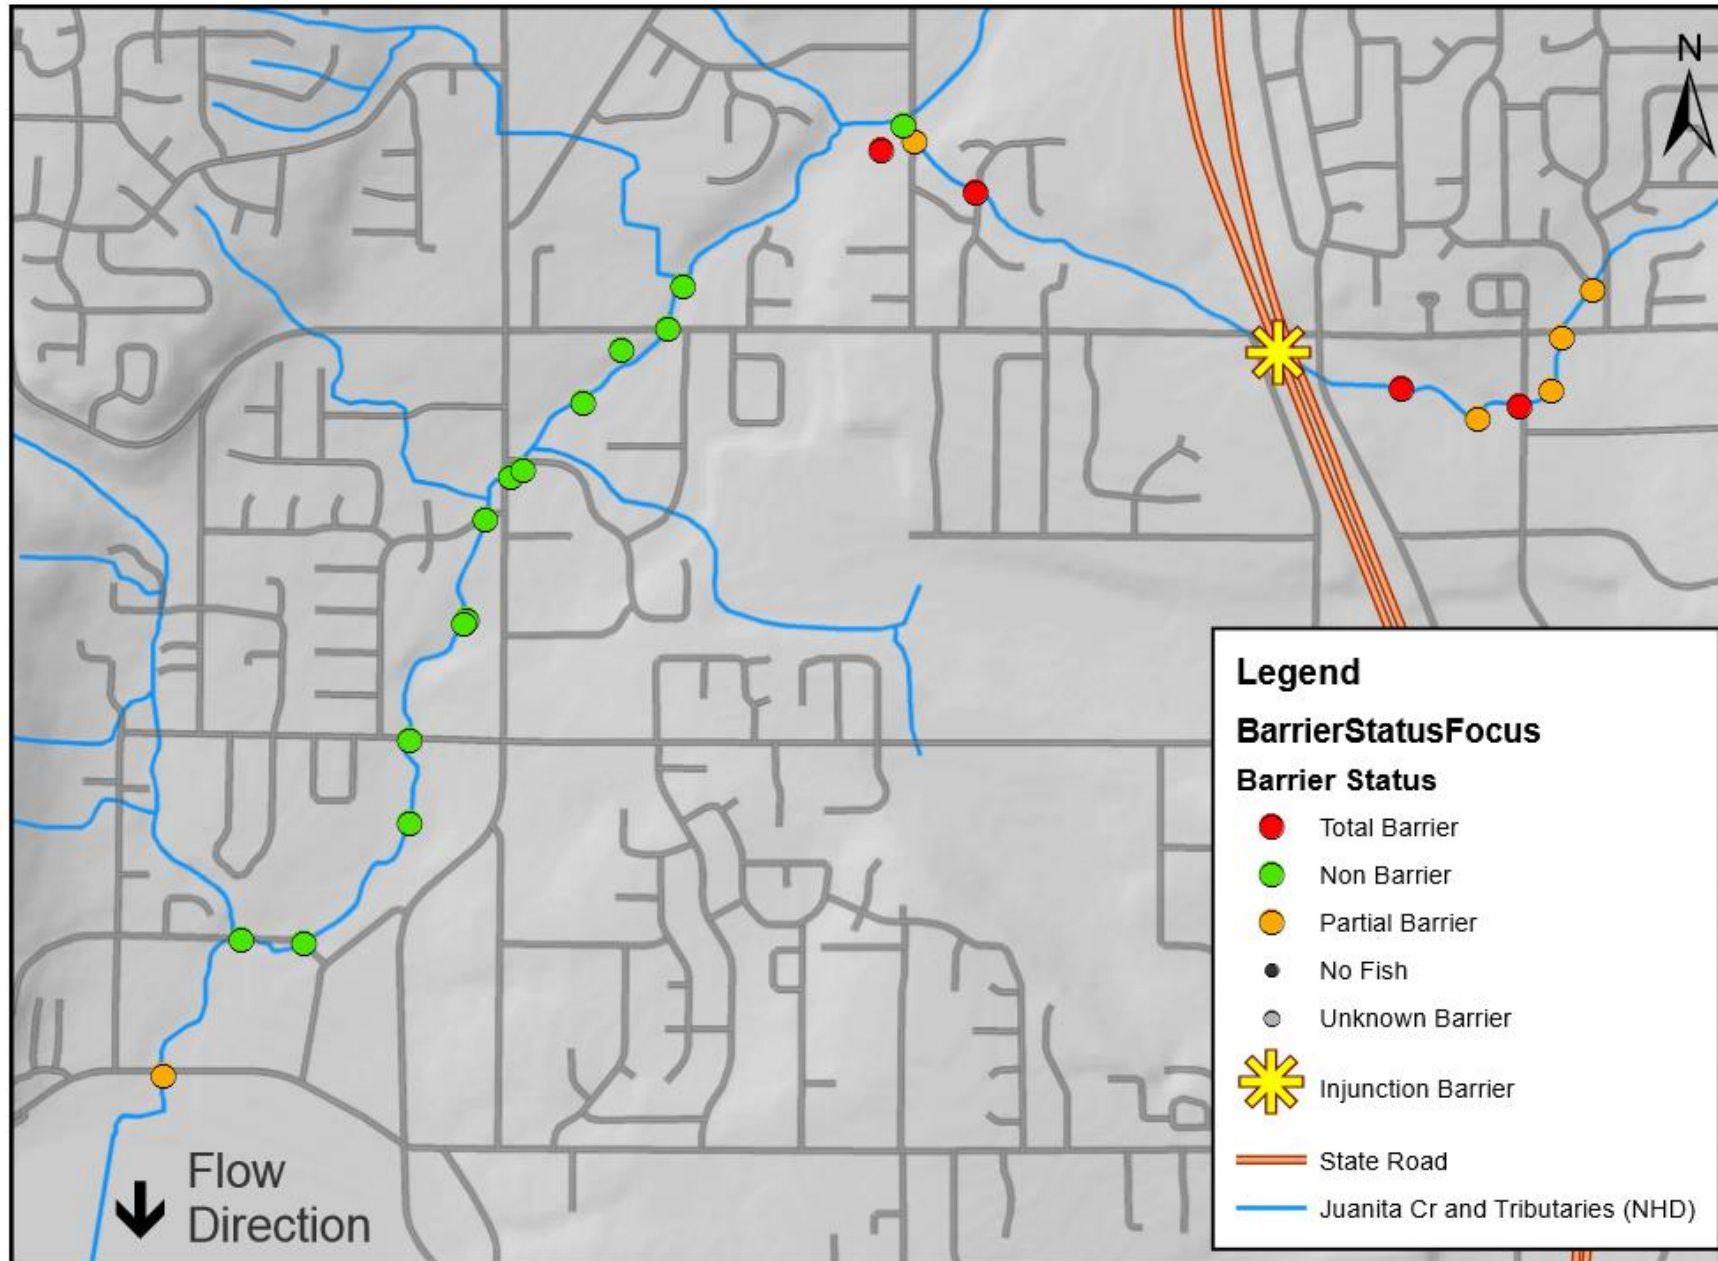 N
Legend
BarrierStatusFocus
Barrier Status
Total Barrier
Non Barrier
Partial Barrier
No Fish
Unknown Barrier
Injunction Barrier
State Road
Juanita Cr and Tributaries (NHD)
Flow
Direction